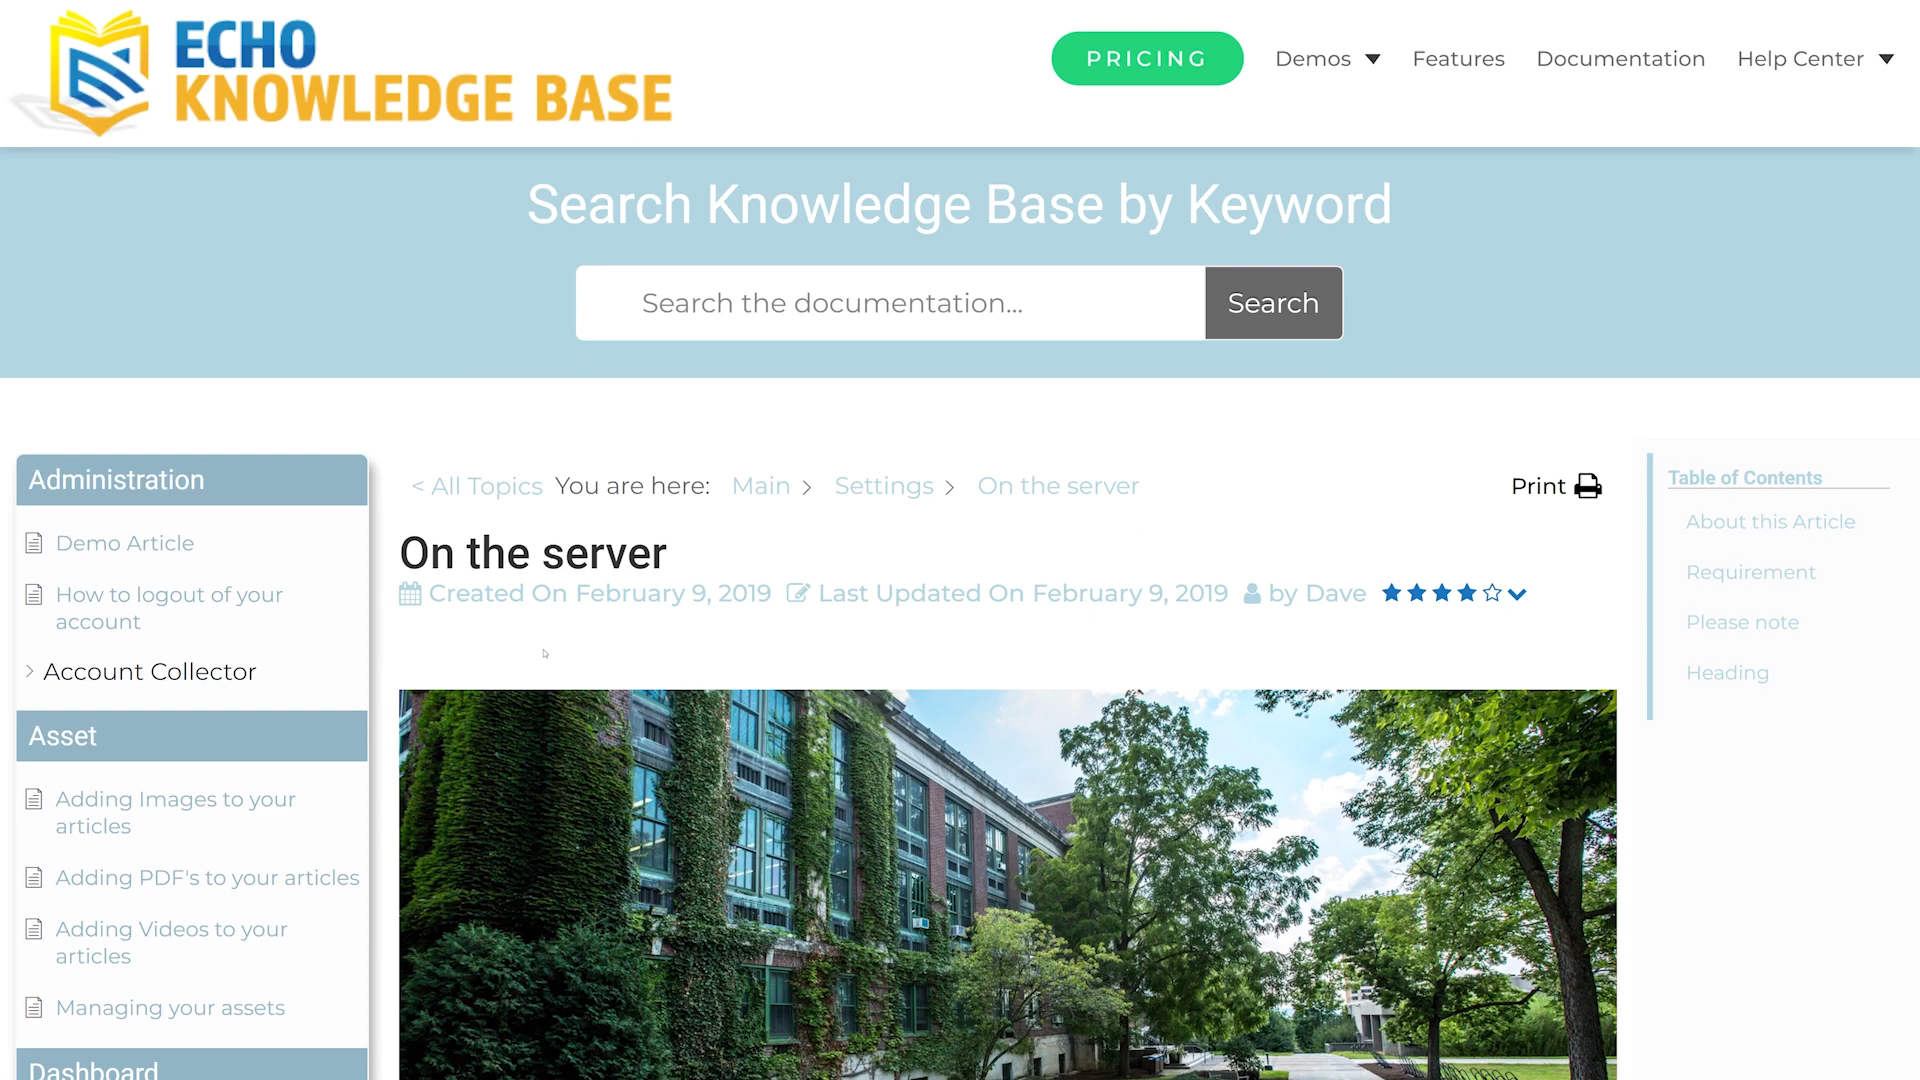 ECHO
KNOWLEDGE BASE
PRICING
Demos
Features
Documentation
Help Center
Search Knowledge Base by Keyword
Search the documentation...
Search
Administration
Demo Article
How to logout of your
account
Account Collector
Asset
Adding Images to your
articles
Adding PDF's to your articles
Adding Videos to your
articles
Managing your assets
Dashboard
< All Topics You are here: Main > Settings > On the server
Print
On the server
Created On February 9, 2019 Last Updated On February 9, 2019 by Dave
Table of Contents
About this Article
Requirement
Please note
Heading